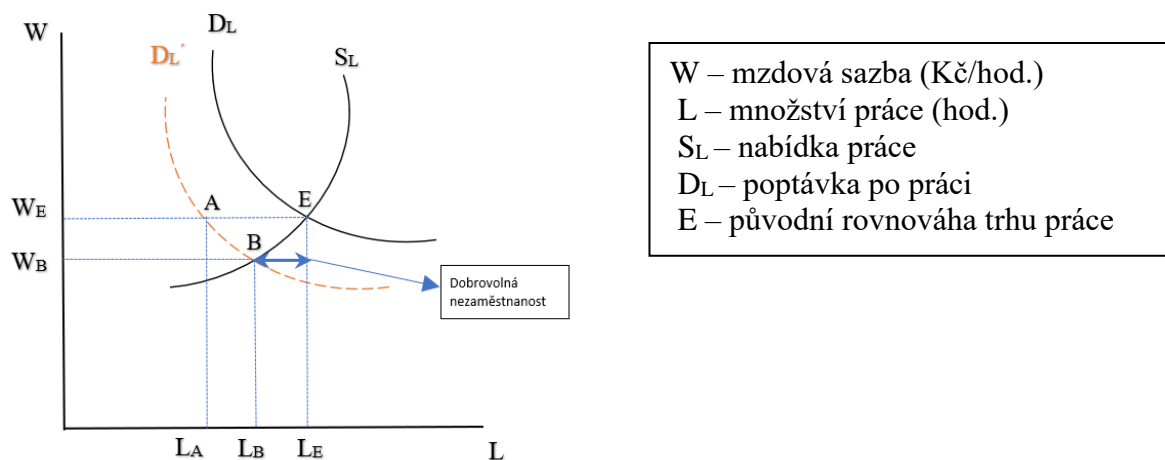 W
DL´
DL
SL
WE
A
E
B
WB
Dobrovolná
nezaměstnanost
LA
LB
LE
L
W – mzdová sazba (Kč/hod.)
L – množství práce (hod.)
SL – nabídka práce
DL – poptávka po práci
E – původní rovnováha trhu práce